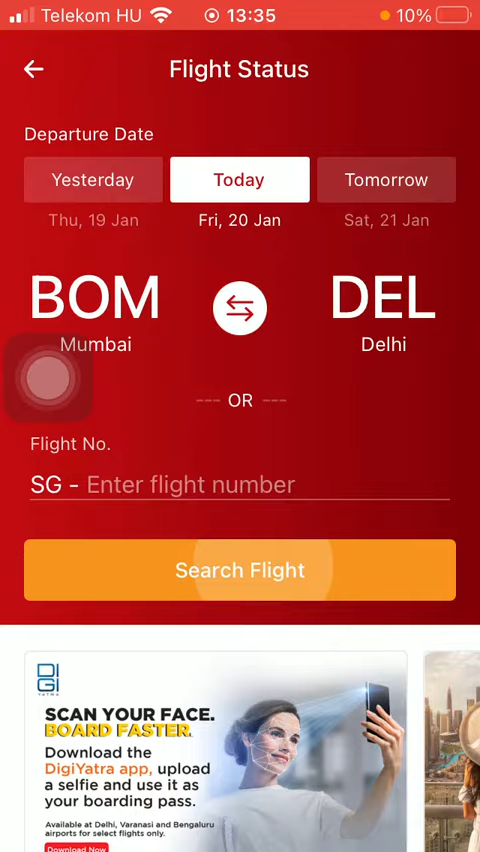 Telekom HU 13:35 10%
Flight Status
Departure Date
Yesterday Today Tomorrow
Thu, 19 Jan Fri, 20 Jan Sat, 21 Jan
BOM DEL
Mumbai Delhi
--- OR ---
Flight No.
SG - Enter flight number
Search Flight
DI
GI
YATRA
SCAN YOUR FACE.
BOARD FASTER.
Download the
DigiYatra app, upload
a selfie and use it as
your boarding pass.
Available at Delhi, Varanasi and Bengaluru
airports for select flights only.
Download Now